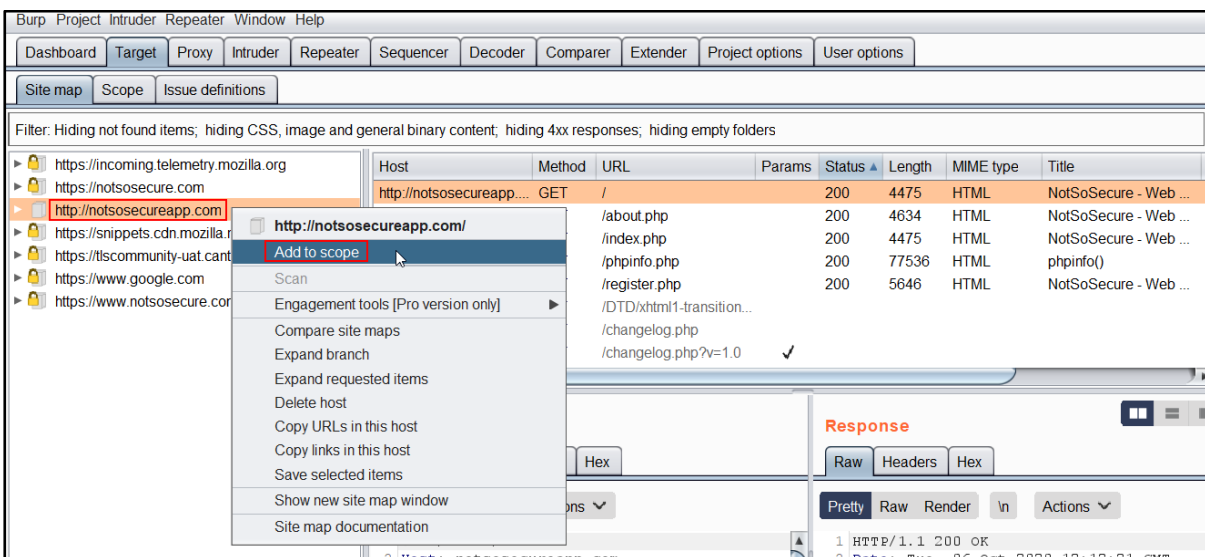 Burp Project Intruder Repeater Window Help
Dashboard Target Proxy Intruder Repeater Sequencer Decoder Comparer Extender Project options User options
Site map Scope Issue definitions
Filter: Hiding not found items; hiding CSS, image and general binary content; hiding 4xx responses; hiding empty folders
https://incoming.telemetry.mozilla.org
https://notsosecure.com
http://notsosecureapp.com
https://snippets.cdn.mozilla.
https://tlscommunity-uat.cant
https://www.google.com
https://www.notsosecure.cor
http://notsosecureapp.com/
Add to scope
Scan
Engagement tools [Pro version only]
Compare site maps
Expand branch
Expand requested items
Delete host
Copy URLs in this host
Copy links in this host
Save selected items
Show new site map window
Site map documentation
Host Method URL Params Status Length MIME type Title
http://notsosecureapp.... GET / 200 4475 HTML NotSoSecure - Web ...
/about.php 200 4634 HTML NotSoSecure - Web ...
/index.php 200 4475 HTML NotSoSecure - Web ...
/phpinfo.php 200 77536 HTML phpinfo()
/register.php 200 5646 HTML NotSoSecure - Web ...
/DTD/xhtml1-transition...
/changelog.php
/changelog.php?v=1.0
Hex
ons
Response
Raw Headers Hex
Pretty Raw Render \n Actions
1 HTTP/1.1 200 OK